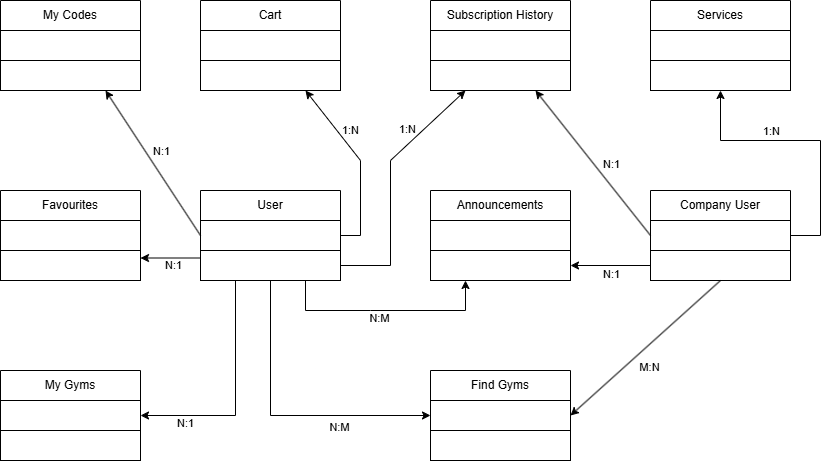 My Codes
Cart
Subscription History
Services
1:N
1:N
1:N
N:1
N:1
Favourites
User
Announcements
Company User
N:1
N:1
N:M
M:N
My Gyms
Find Gyms
N:1
N:M